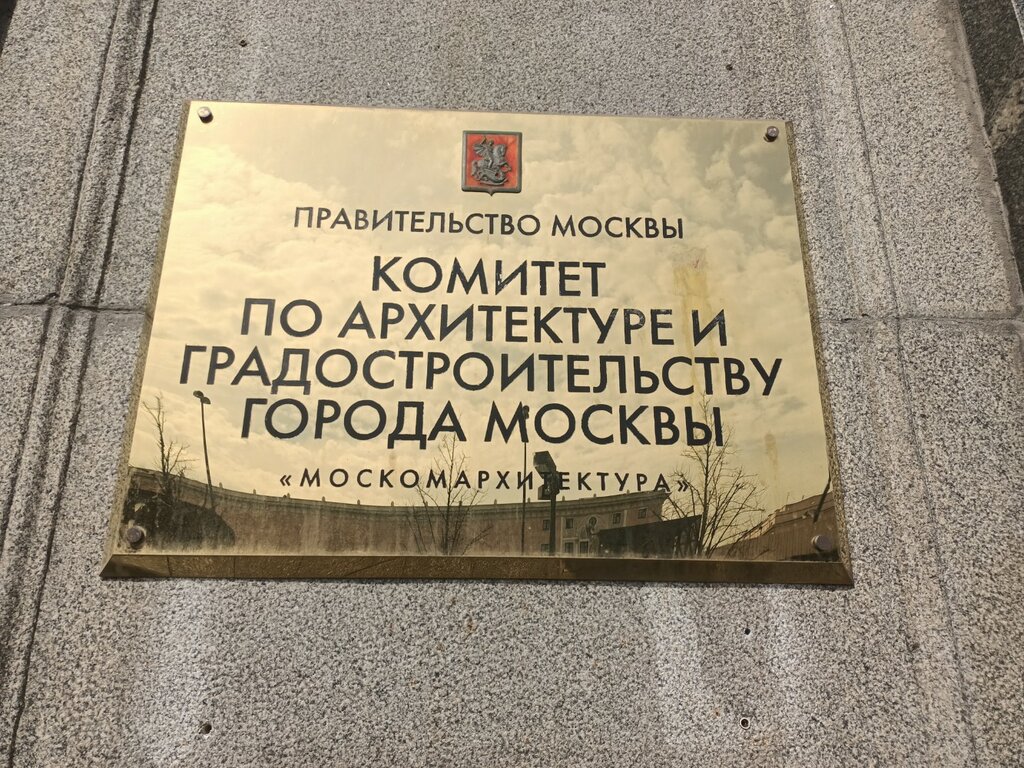 ПРАВИТЕЛЬСТВО МОСКВЫ
КОМИТЕТ
ПО АРХИТЕКТУРЕ И
ГРАДОСТРОИТЕЛЬСТВУ
ГОРОДА МОСКВЫ
«МОСКОМАРХИТЕКТУРА»